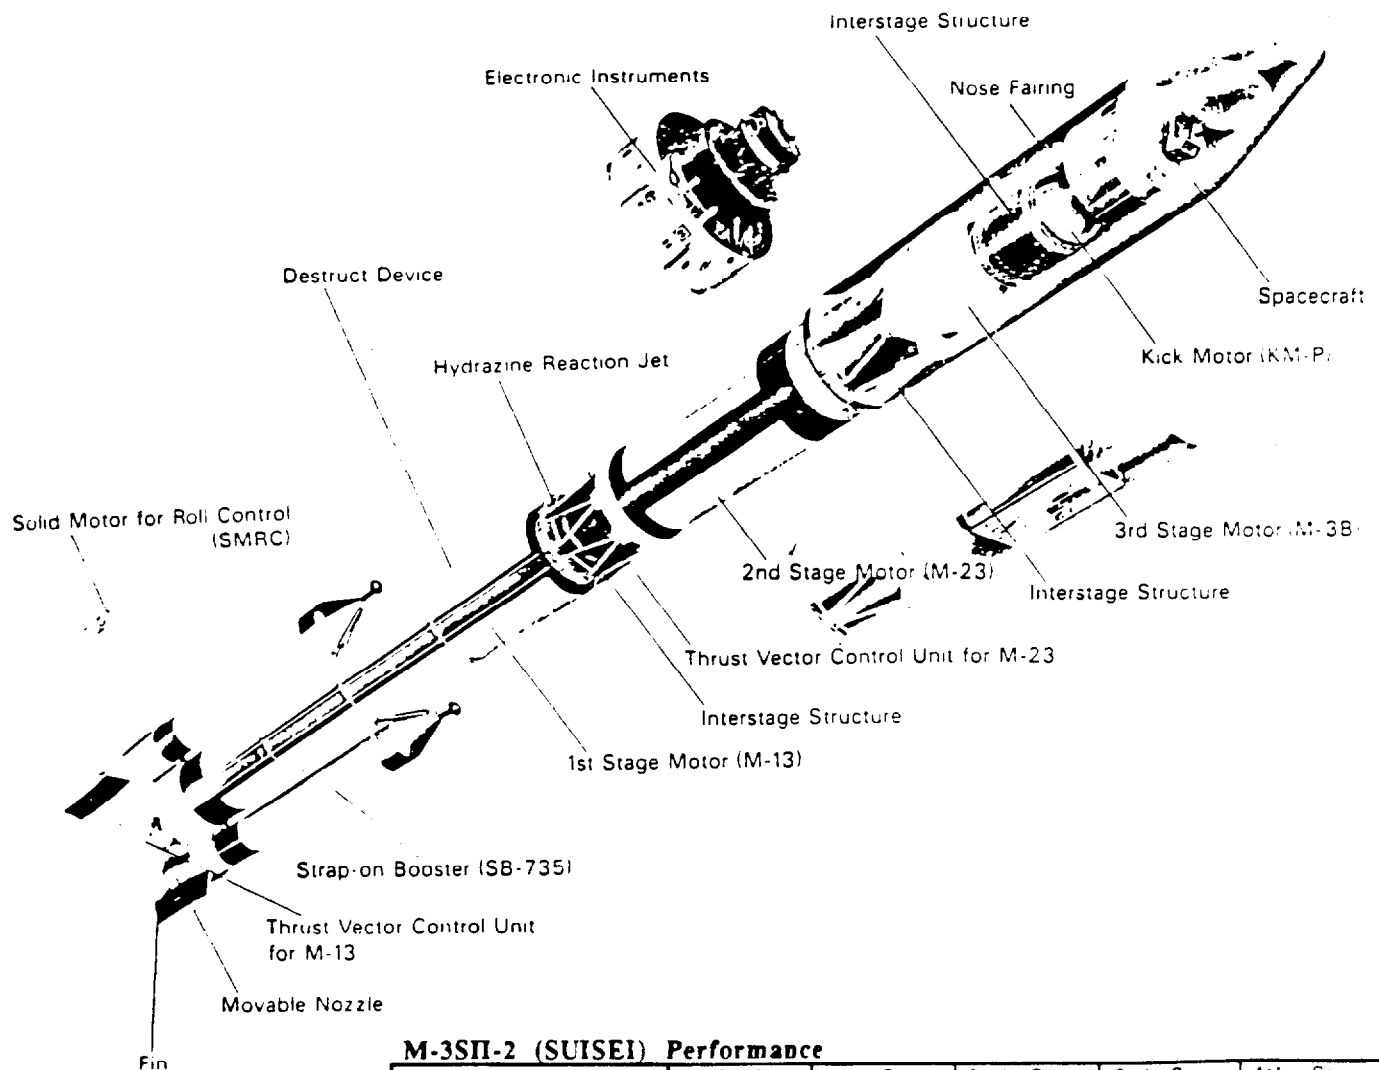 Interstage Structure
Electronic Instruments
Nose Fairing
Destruct Device
Spacecraft
Hydrazine Reaction Jet
Kick Motor (KM-P)
Solid Motor for Roll Control
(SMRC)
3rd Stage Motor (M-3B)
2nd Stage Motor (M-23)
Interstage Structure
Thrust Vector Control Unit for M-23
Interstage Structure
1st Stage Motor (M-13)
Strap-on Booster (SB-735)
Thrust Vector Control Unit
for M-13
Movable Nozzle
Fin
M-3SII-2 (SUISEI) Performance